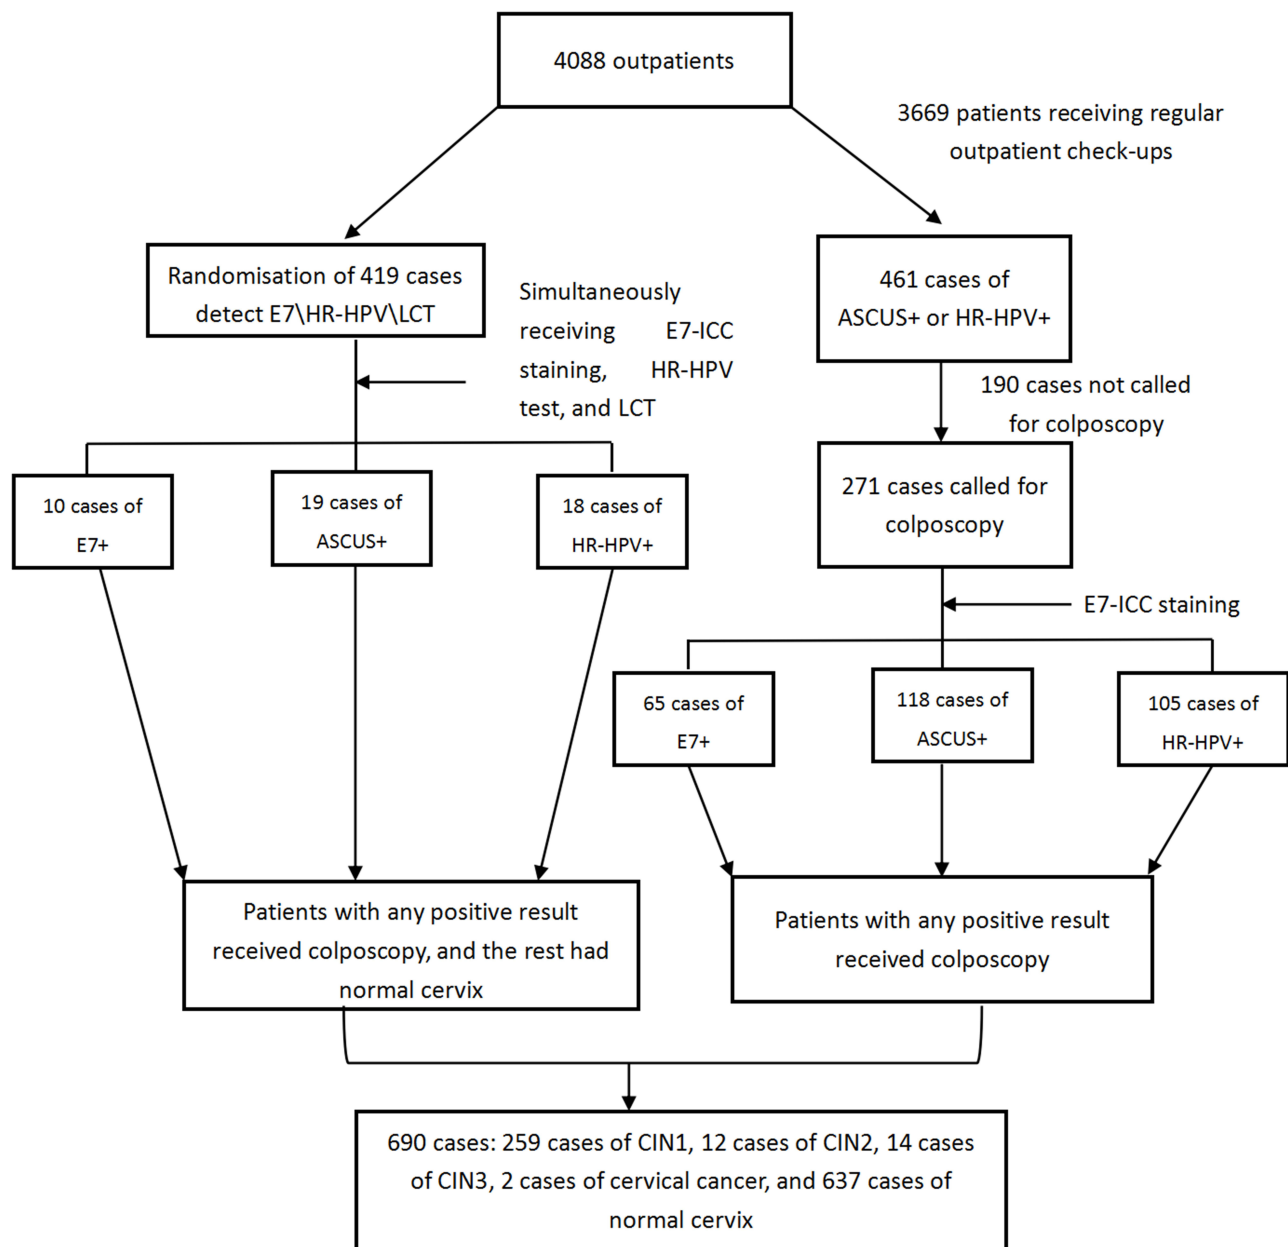 4088 outpatients
3669 patients receiving regular
outpatient check-ups
Randomisation of 419 cases
detect E7\HR-HPV\LCT
Simultaneously
receiving E7-ICC
staining, HR-HPV
test, and LCT
461 cases of
ASCUS+ or HR-HPV+
190 cases not called
for colposcopy
10 cases of
E7+
19 cases of
ASCUS+
18 cases of
HR-HPV+
271 cases called for
colposcopy
E7-ICC staining
65 cases of
E7+
118 cases of
ASCUS+
105 cases of
HR-HPV+
Patients with any positive result
received colposcopy, and the rest had
normal cervix
Patients with any positive result
received colposcopy
690 cases: 259 cases of CIN1, 12 cases of CIN2, 14 cases
of CIN3, 2 cases of cervical cancer, and 637 cases of
normal cervix